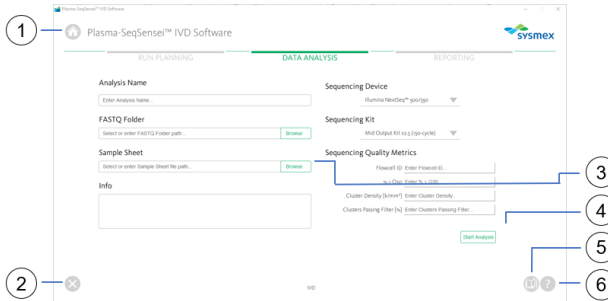 Plasma-SeqSensei™ IVD Software
1
Plasma-SeqSensei™ IVD Software
sysmex
RUN PLANNING
DATA ANALYSIS
REPORTING
Analysis Name
Enter Analysis Name...
FASTQ Folder
Select or enter FASTQ Folder path...
Browse
Sample Sheet
Select or enter Sample Sheet file path...
Browse
Info
Sequencing Device
Illumina NextSeq™ 500/550
Sequencing Kit
Mid Output Kit v2.5 (150-cycle)
Sequencing Quality Metrics
Flowcell ID Enter Flowcell ID...
% > Q30 Enter % > Q30...
Cluster Density [k/mm²] Enter Cluster Density...
Clusters Passing Filter [%] Enter Clusters Passing Filter...
Start Analysis
3
4
5
2
IVD
?
6